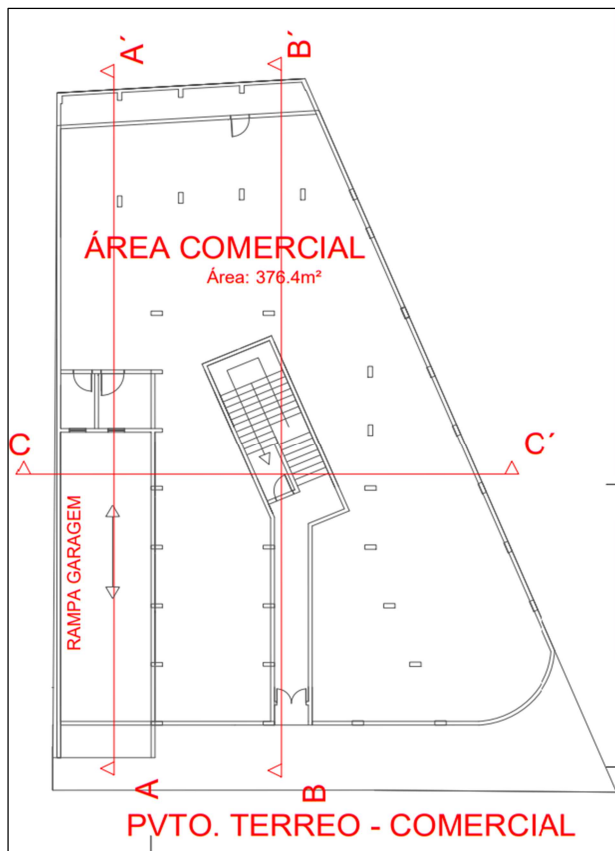 A´
B´
ÁREA COMERCIAL
Área: 376.4m²
C
C´
RAMPA GARAGEM
A
B
PVTO. TERREO - COMERCIAL